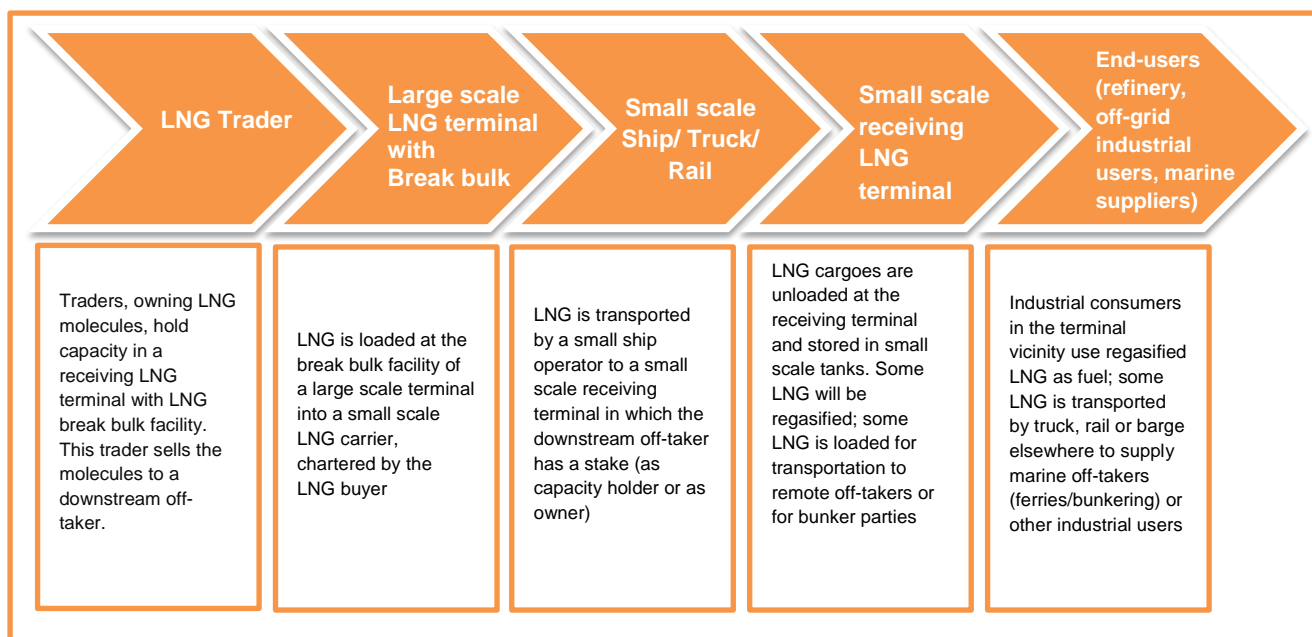 LNG Trader
Large scale
LNG terminal
with
Break bulk
Small scale
Ship/ Truck/
Rail
Small scale
receiving
LNG
terminal
End-users
(refinery,
off-grid
industrial
users, marine
suppliers)
Traders, owning LNG
molecules, hold
capacity in a
receiving LNG
terminal with LNG
break bulk facility.
This trader sells the
molecules to a
downstream off-
taker.
LNG is loaded at the
break bulk facility of
a large scale terminal
into a small scale
LNG carrier,
chartered by the
LNG buyer
LNG is transported
by a small ship
operator to a small
scale receiving
terminal in which the
downstream off-taker
has a stake (as
capacity holder or as
owner)
LNG cargoes are
unloaded at the
receiving terminal
and stored in small
scale tanks. Some
LNG will be
regasified; some
LNG is loaded for
transportation to
remote off-takers or
for bunker parties
Industrial consumers
in the terminal
vicinity use regasified
LNG as fuel; some
LNG is transported
by truck, rail or barge
elsewhere to supply
marine off-takers
(ferries/bunkering) or
other industrial users